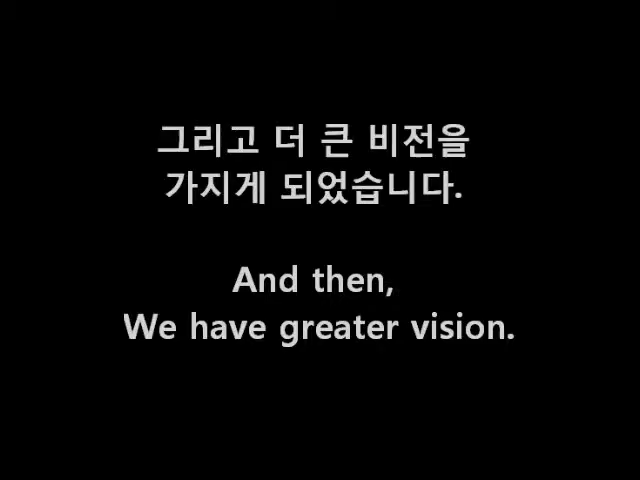 그리고 더 큰 비전을
가지게 되었습니다.
And then,
We have greater vision.